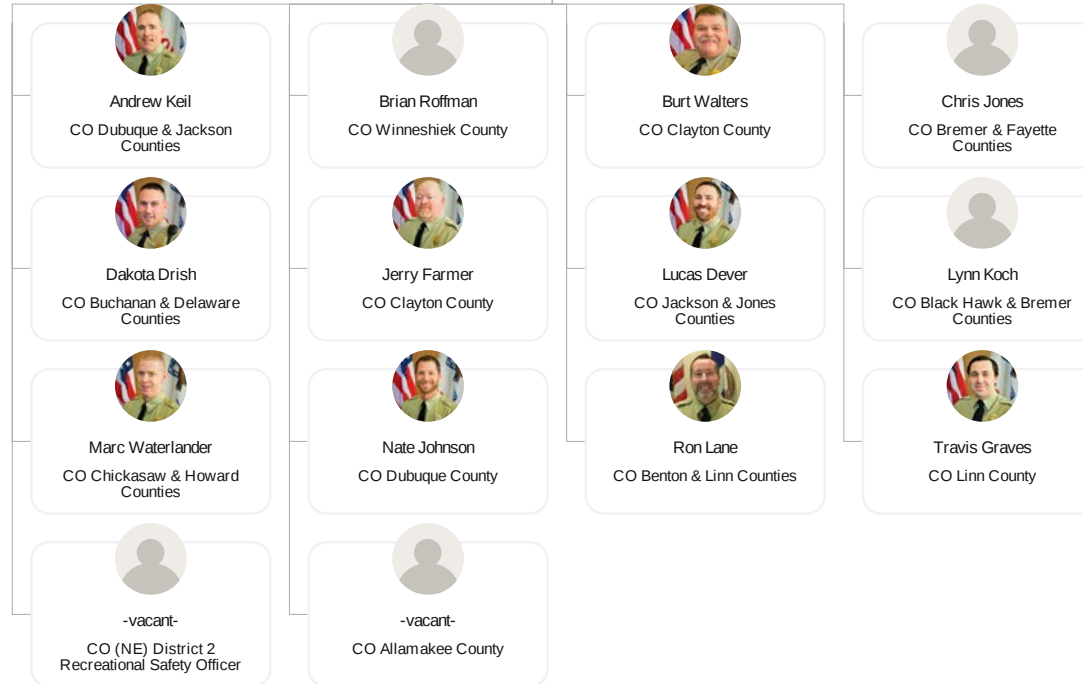 Andrew Keil
CO Dubuque & Jackson
Counties
Brian Roffman
CO Winneshiek County
Burt Walters
CO Clayton County
Chris Jones
CO Bremer & Fayette
Counties
Dakota Drish
CO Buchanan & Delaware
Counties
Jerry Farmer
CO Clayton County
Lucas Dever
CO Jackson & Jones
Counties
Lynn Koch
CO Black Hawk & Bremer
Counties
Marc Waterlander
CO Chickasaw & Howard
Counties
Nate Johnson
CO Dubuque County
Ron Lane
CO Benton & Linn Counties
Travis Graves
CO Linn County
-vacant-
CO (NE) District 2
Recreational Safety Officer
-vacant-
CO Allamakee County